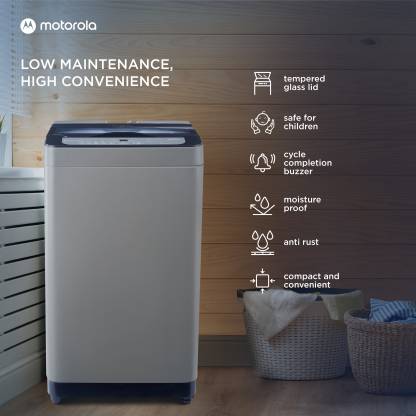 motorola
LOW MAINTENANCE,
HIGH CONVENIENCE
tempered
glass lid
safe for
children
cycle
completion
buzzer
moisture
proof
anti rust
compact and
convenient